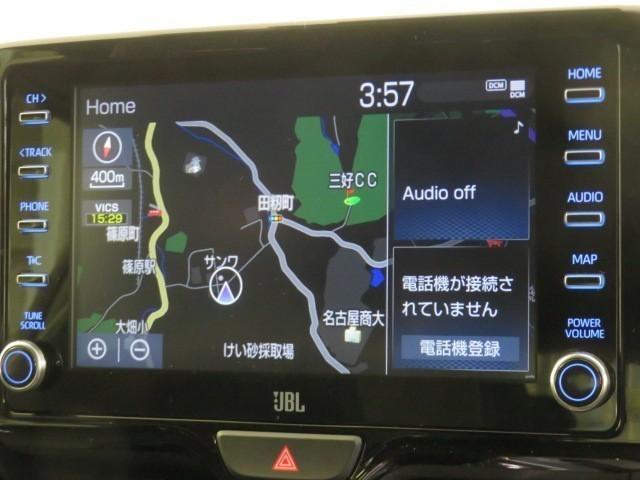 Home
3:57
DCM
DCM
400m
VICS
15:29
篠原町
篠原駅
大畑小
田籾町
三好CC
サンワ
名古屋商大
けい砂採取場
Audio off
電話機が接続さ
れていません
電話機登録
CH>
<TRACK
PHONE
TUNE
SCROLL
HOME
MENU
AUDIO
MAP
POWER
VOLUME
JBL